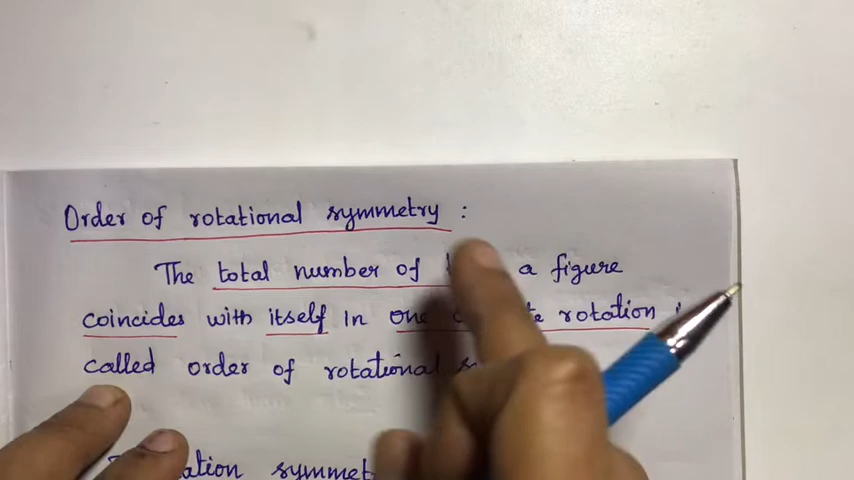 Order of rotational symmetry :
The total number of a figure
coincides with itself in one rotation
called order of rotational
symmet